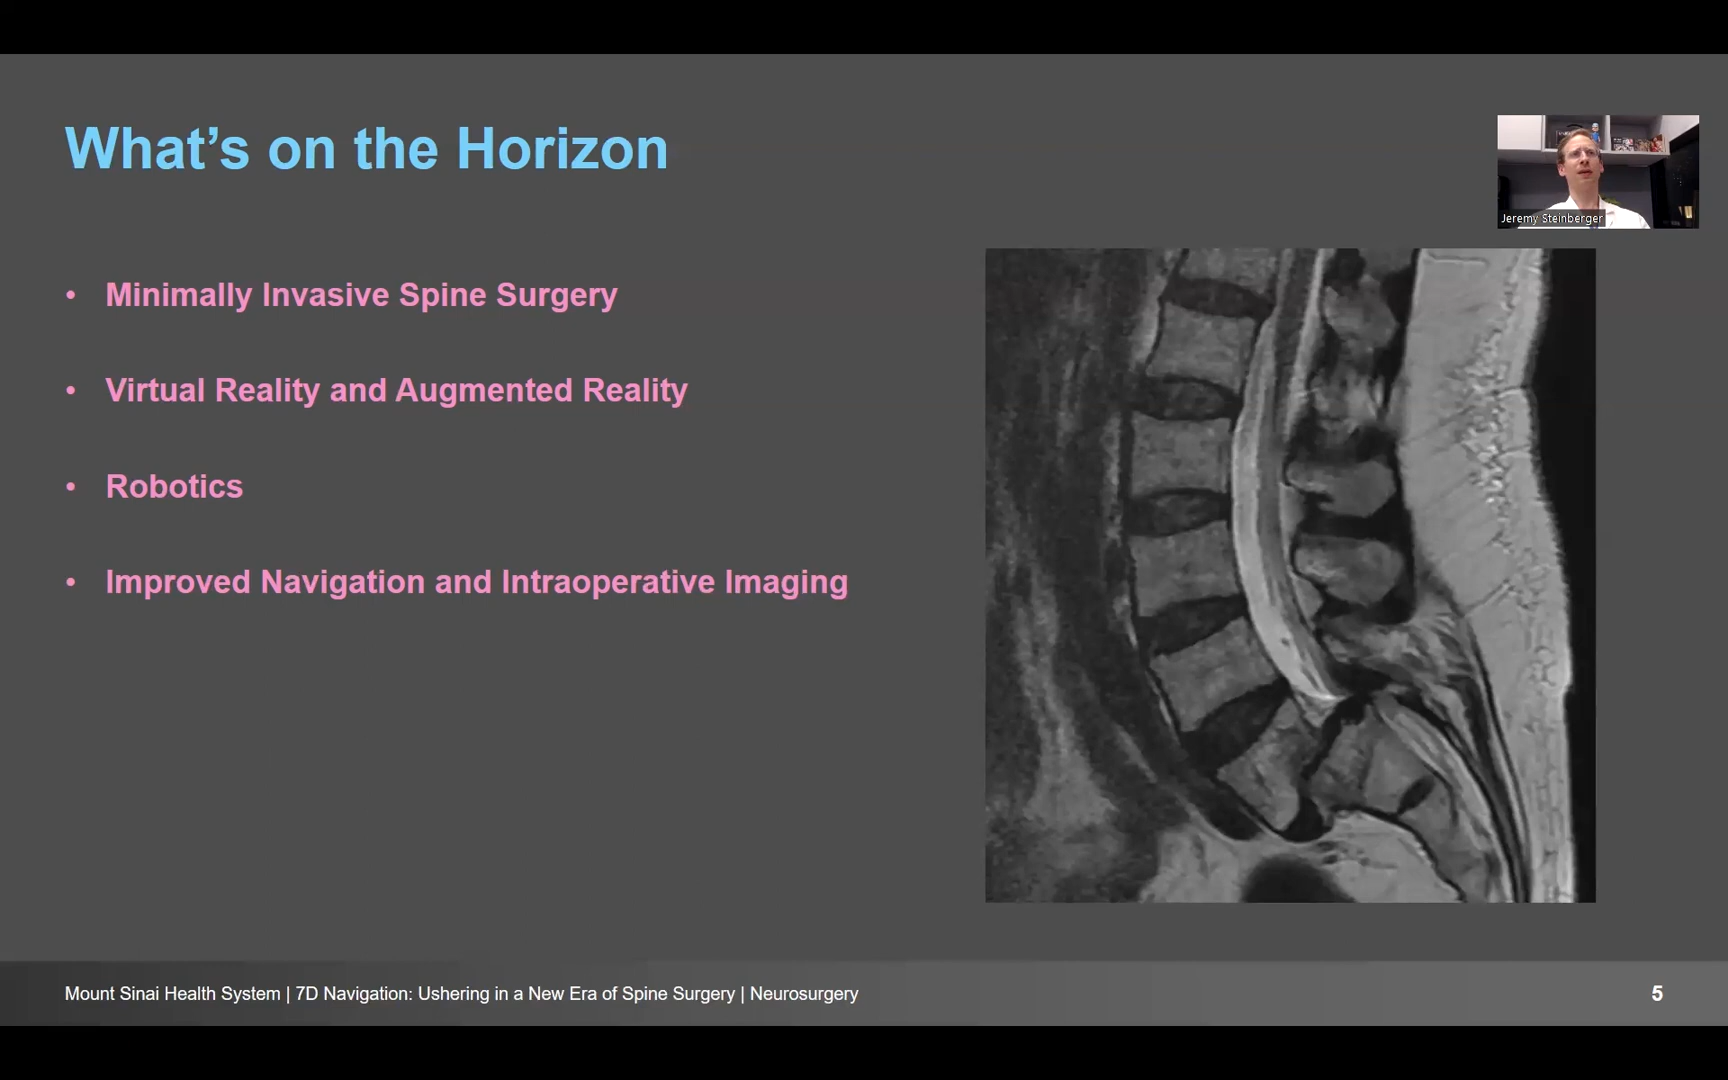 What’s on the Horizon
Jeremy Steinberger
• Minimally Invasive Spine Surgery
• Virtual Reality and Augmented Reality
• Robotics
• Improved Navigation and Intraoperative Imaging
Mount Sinai Health System | 7D Navigation: Ushering in a New Era of Spine Surgery | Neurosurgery
5